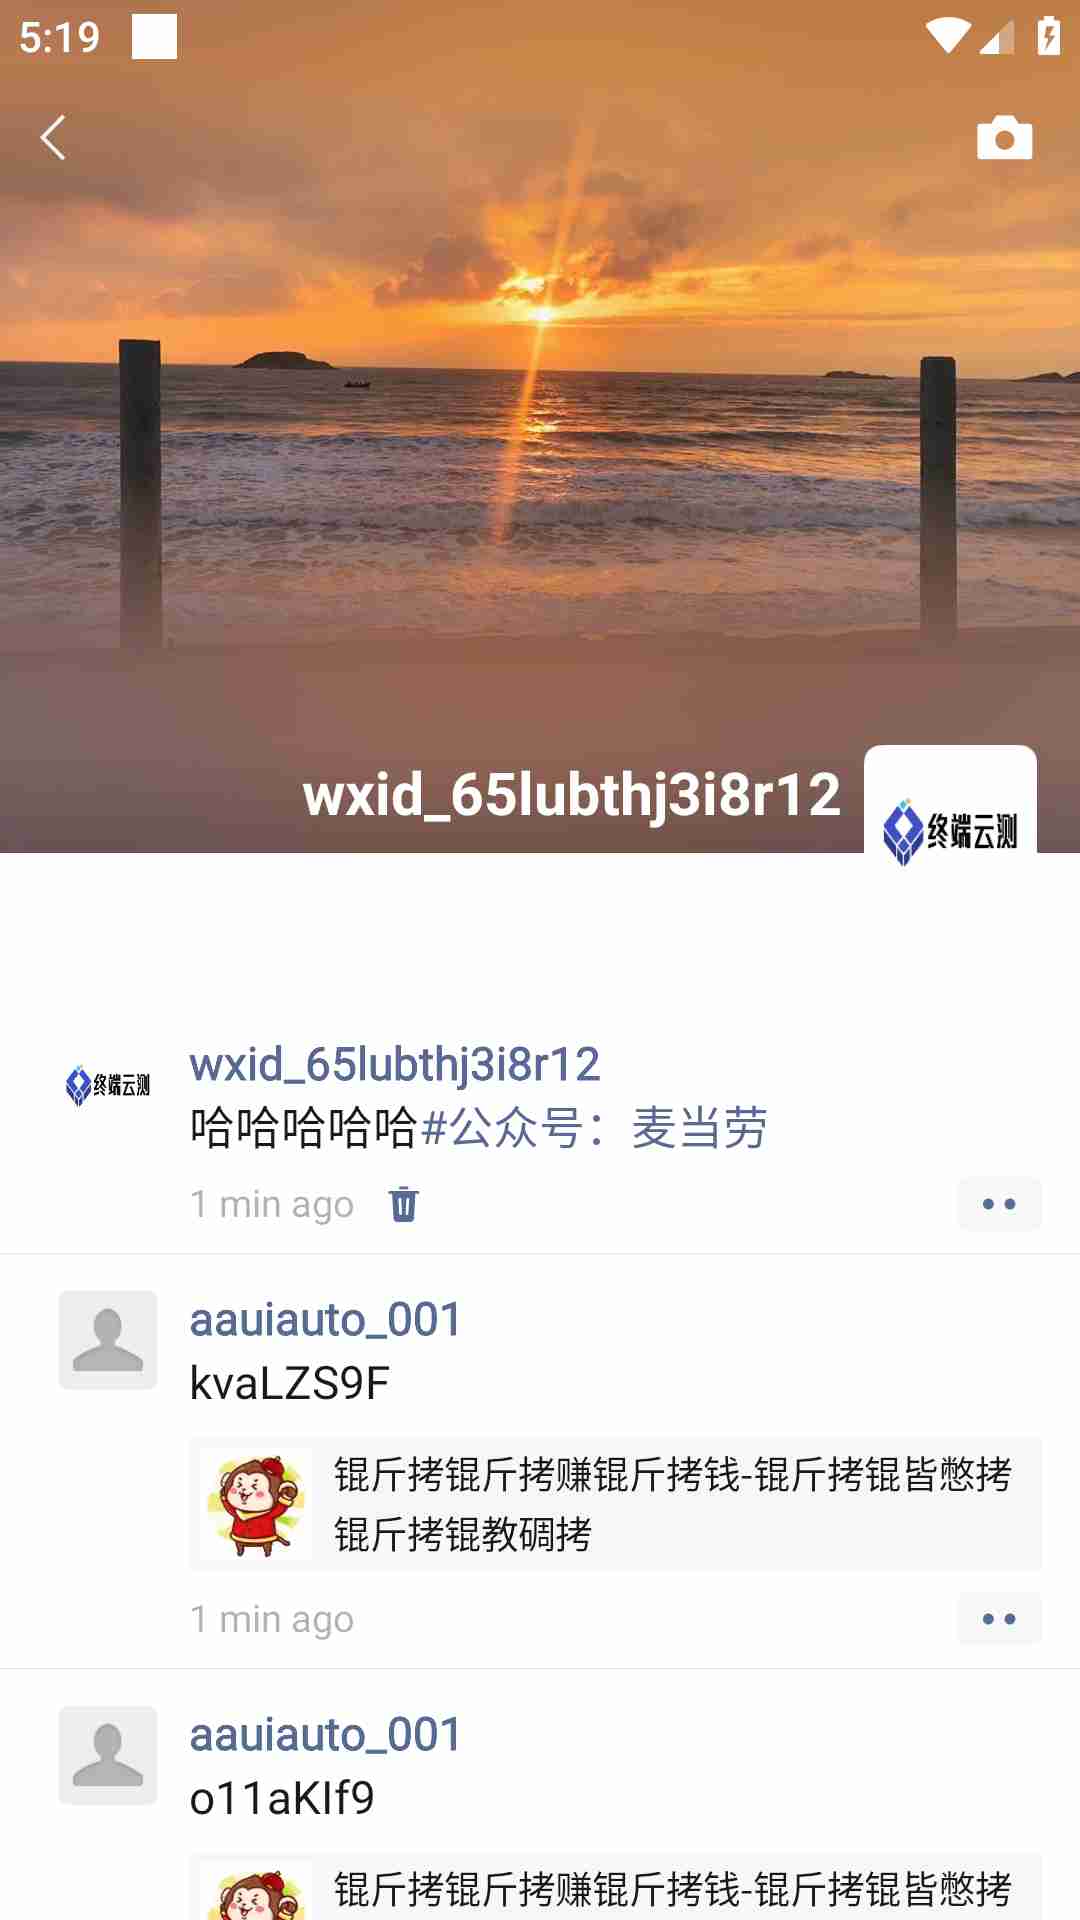 5:19
wxid_65lubthj3i8r12
终端云测
wxid_65lubthj3i8r12
终端云测
哈哈哈哈哈#公众号：麦当劳
1 min ago
aauiauto_001
kvaLZS9F
锟斤拷锟斤拷赚锟斤拷钱-锟斤拷锟皆憋拷
锟斤拷锟教碉拷
1 min ago
aauiauto_001
o11aKIf9
锟斤拷锟斤拷赚锟斤拷钱-锟斤拷锟皆憋拷